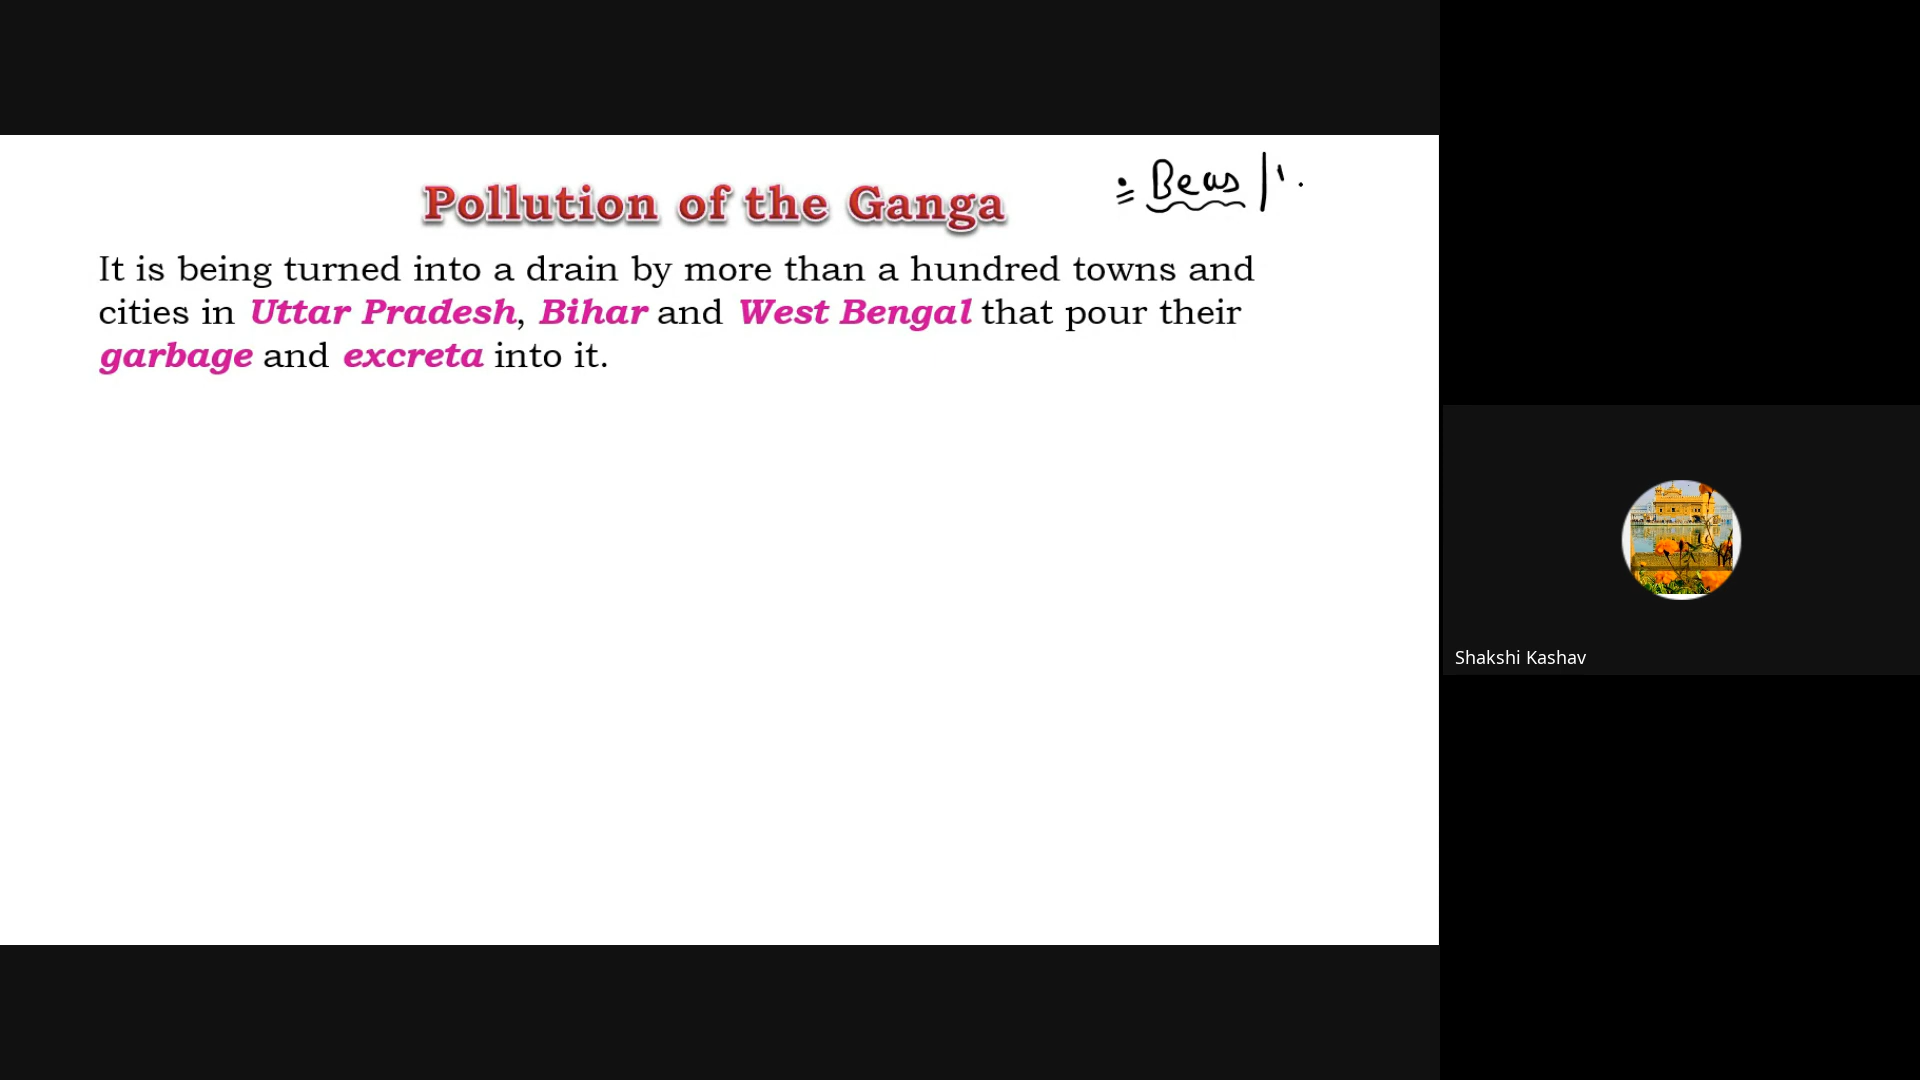 Pollution of the Ganga
Beas
It is being turned into a drain by more than a hundred towns and
cities in Uttar Pradesh, Bihar and West Bengal that pour their
garbage and excreta into it.
Shakshi Kashav